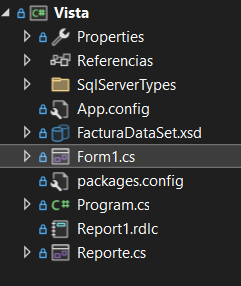 Vista
Properties
Referencias
SqlServerTypes
App.config
FacturaDataSet.xsd
Form1.cs
packages.config
Program.cs
Report1.rdlc
Reporte.cs